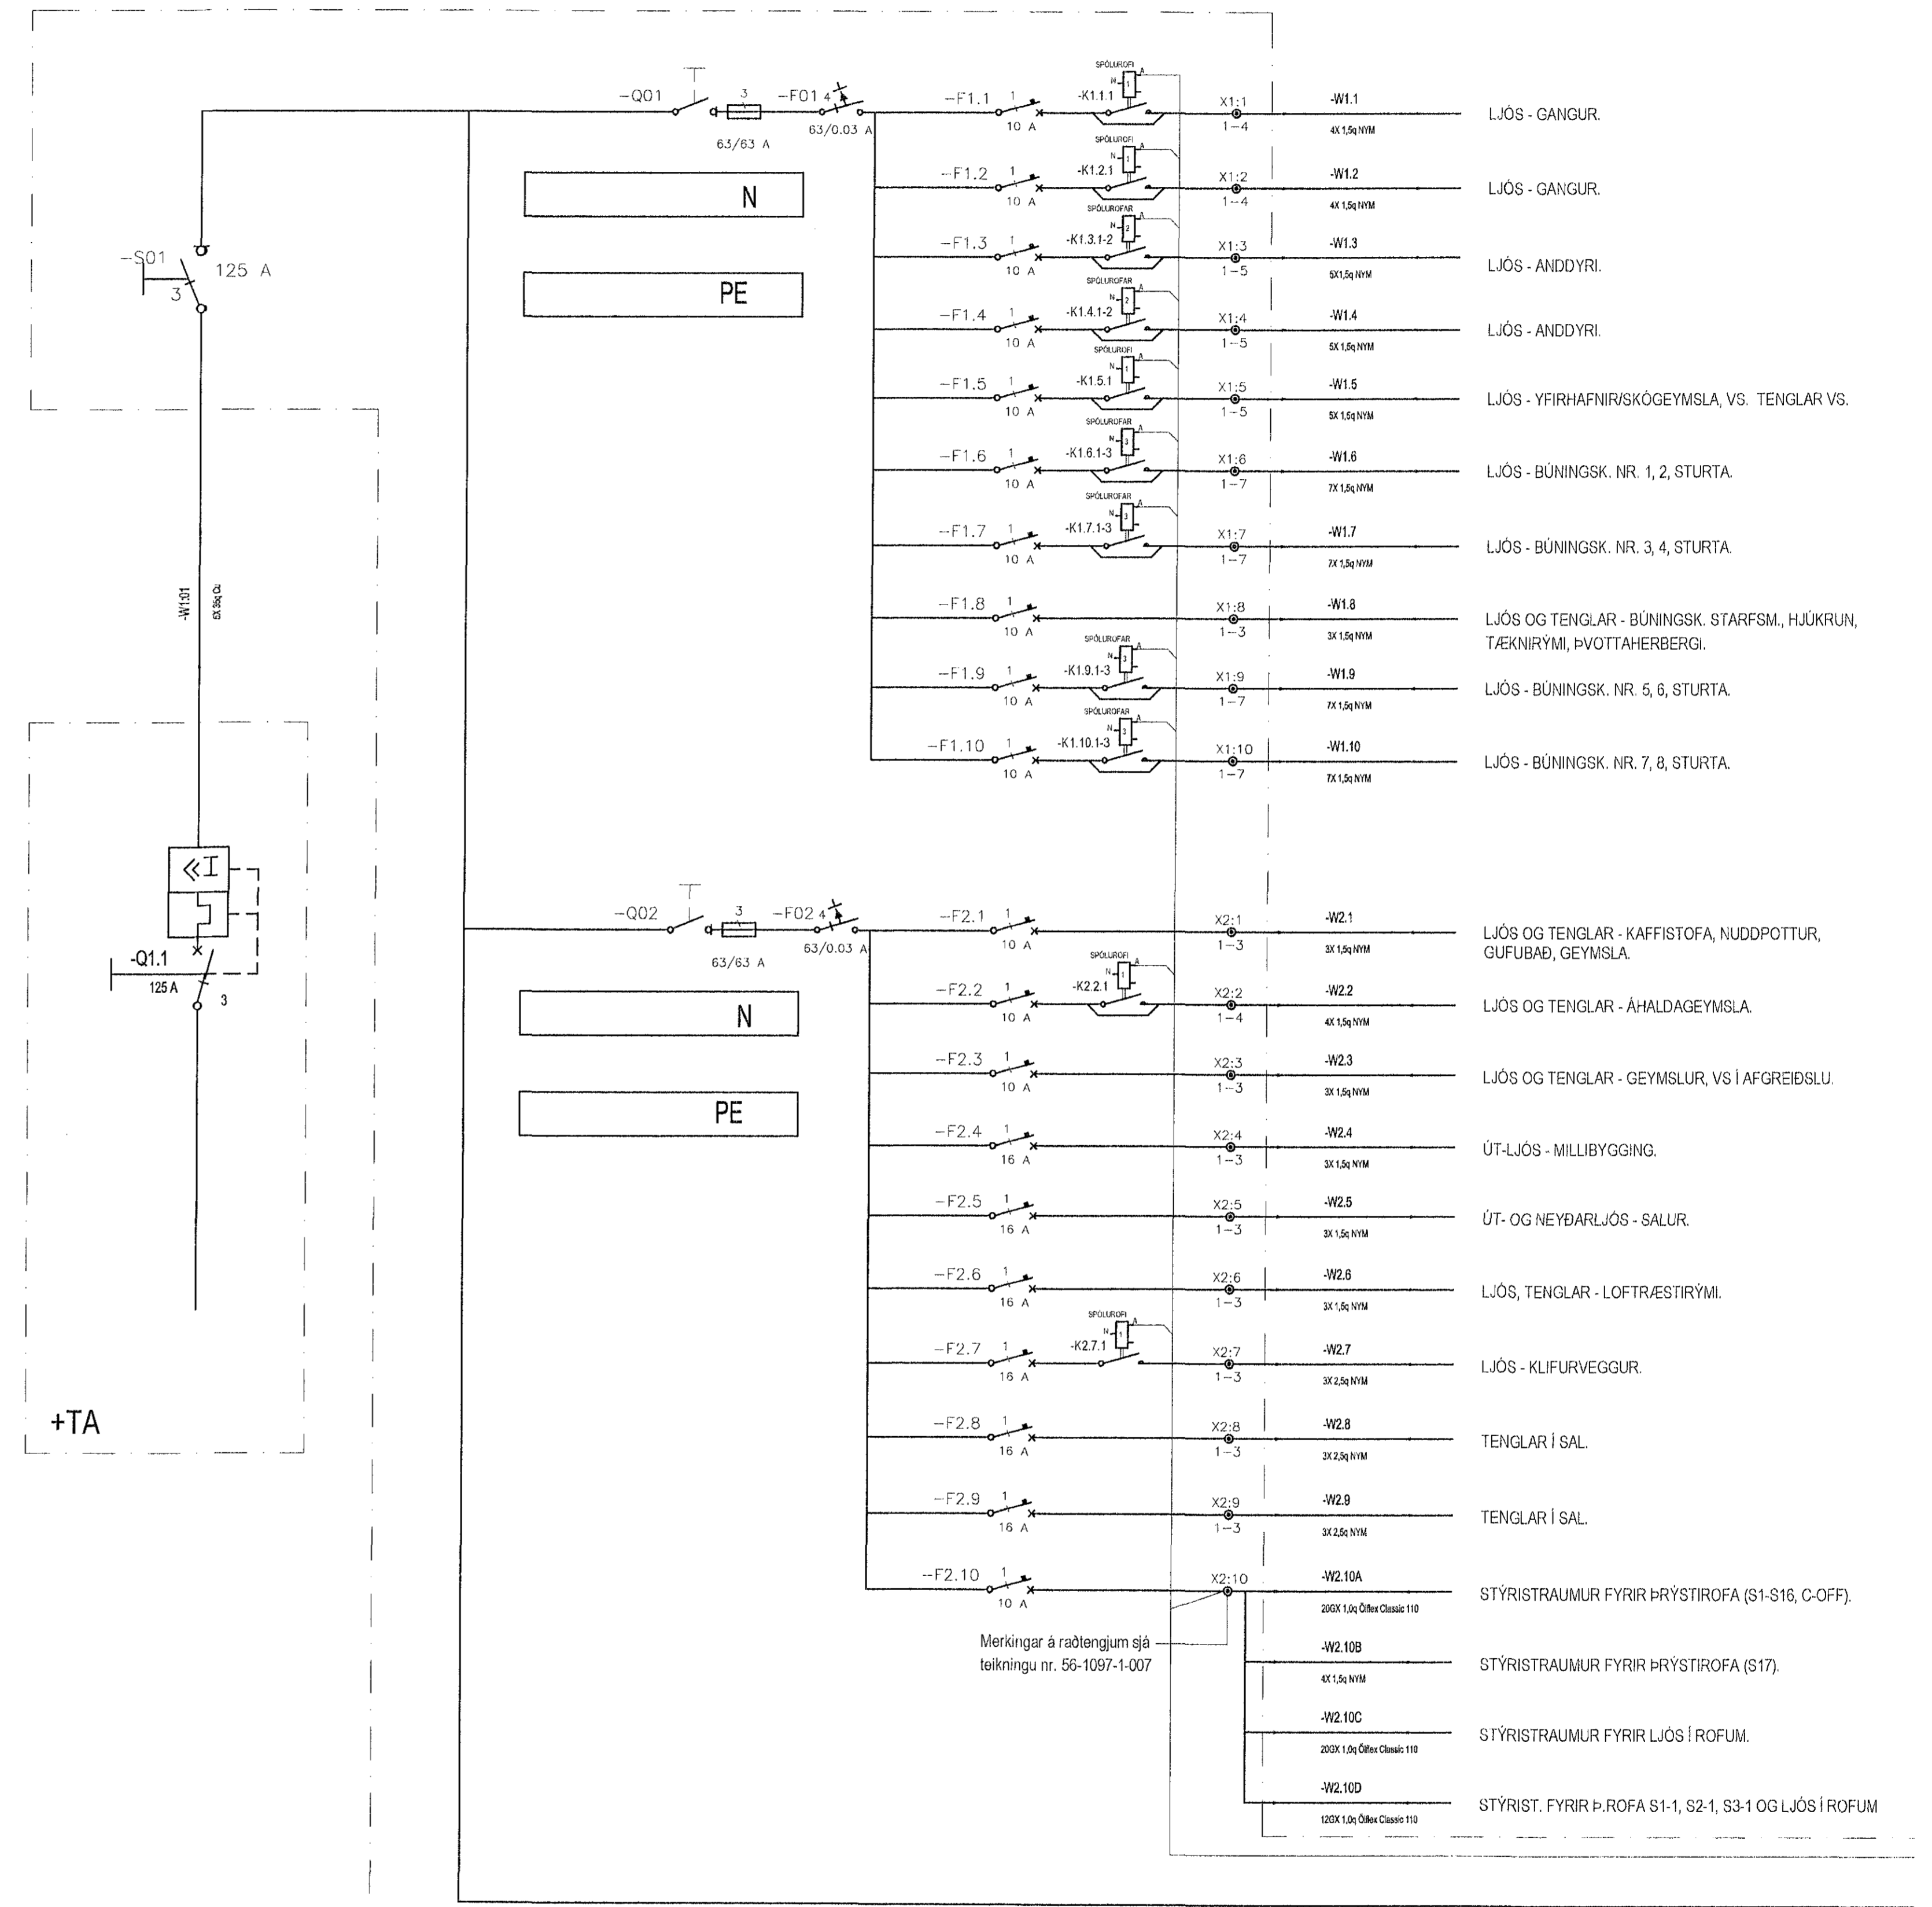 -Q01
3
63/63 A
-F01
4
63/0.03 A
N
PE
-S01
3
125 A
-W1:01
5X 35q Cu
«I
-Q1.1
125 A
3
+TA
-F1.1
1
10 A
SPÓLUROFI
N
1
A
-K1.1.1
X1:1
1-4
-W1.1
4X 1,5q NYM
LJÓS - GANGUR.
-F1.2
1
10 A
SPÓLUROFI
N
1
A
-K1.2.1
X1:2
1-4
-W1.2
4X 1,5q NYM
LJÓS - GANGUR.
-F1.3
1
10 A
SPÓLUROFAR
N
2
A
-K1.3.1-2
X1:3
1-5
-W1.3
5X1,5q NYM
LJÓS - ANDDYRI.
-F1.4
1
10 A
SPÓLUROFAR
N
2
A
-K1.4.1-2
X1:4
1-5
-W1.4
5X 1,5q NYM
LJÓS - ANDDYRI.
-F1.5
1
10 A
SPÓLUROFI
N
1
A
-K1.5.1
X1:5
1-5
-W1.5
5X 1,5q NYM
LJÓS - YFIRHAFNIR/SKÓGEYMSLA, VS. TENGLAR VS.
-F1.6
1
10 A
SPÓLUROFAR
N
3
A
-K1.6.1-3
X1:6
1-7
-W1.6
7X 1,5q NYM
LJÓS - BÚNINGSK. NR. 1, 2, STURTA.
-F1.7
1
10 A
SPÓLUROFAR
N
3
A
-K1.7.1-3
X1:7
1-7
-W1.7
7X 1,5q NYM
LJÓS - BÚNINGSK. NR. 3, 4, STURTA.
-F1.8
1
10 A
X1:8
1-3
-W1.8
3X 1,5q NYM
LJÓS OG TENGLAR - BÚNINGSK. STARFSM., HJÚKRUN,
TÆKNIRÝMI, ÞVOTTAHERBERGI.
-F1.9
1
10 A
SPÓLUROFAR
N
3
A
-K1.9.1-3
X1:9
1-7
-W1.9
7X 1,5q NYM
LJÓS - BÚNINGSK. NR. 5, 6, STURTA.
-F1.10
1
10 A
SPÓLUROFAR
N
3
A
-K1.10.1-3
X1:10
1-7
-W1.10
7X 1,5q NYM
LJÓS - BÚNINGSK. NR. 7, 8, STURTA.
-Q02
3
63/63 A
-F02
4
63/0.03 A
N
PE
-F2.1
1
10 A
X2:1
1-3
-W2.1
3X 1,5q NYM
LJÓS OG TENGLAR - KAFFISTOFA, NUDDPOTTUR,
GUFUBAÐ, GEYMSLA.
-F2.2
1
10 A
SPÓLUROFI
N
1
A
-K2.2.1
X2:2
1-4
-W2.2
4X 1,5q NYM
LJÓS OG TENGLAR - ÁHALDAGEYMSLA.
-F2.3
1
10 A
X2:3
1-3
-W2.3
3X 1,5q NYM
LJÓS OG TENGLAR - GEYMSLUR, VS Í AFGREIÐSLU.
-F2.4
1
16 A
X2:4
1-3
-W2.4
3X 1,5q NYM
ÚT-LJÓS - MILLIBYGGING.
-F2.5
1
16 A
X2:5
1-3
-W2.5
3X 1,5q NYM
ÚT- OG NEYÐARLJÓS - SALUR.
-F2.6
1
16 A
X2:6
1-3
-W2.6
3X 1,5q NYM
LJÓS, TENGLAR - LOFTRÆSTIRÝMI.
-F2.7
1
16 A
SPÓLUROFI
N
1
A
-K2.7.1
X2:7
1-3
-W2.7
3X 2,5q NYM
LJÓS - KLIFURVEGGUR.
-F2.8
1
16 A
X2:8
1-3
-W2.8
3X 2,5q NYM
TENGLAR Í SAL.
-F2.9
1
16 A
X2:9
1-3
-W2.9
3X 2,5q NYM
TENGLAR Í SAL.
-F2.10
1
10 A
X2:10
-W2.10A
20GX 1,0q Ölflex Classic 110
STÝRISTRAUMUR FYRIR ÞRÝSTIROFA (S1-S16, C-OFF).
Merkingar á raðtengjum sjá
teikningu nr. 56-1097-1-007
-W2.10B
4X 1,5q NYM
STÝRISTRAUMUR FYRIR ÞRÝSTIROFA (S17).
-W2.10C
20GX 1,0q Ölflex Classic 110
STÝRISTRAUMUR FYRIR LJÓS Í ROFUM.
-W2.10D
12GX 1,0q Ölflex Classic 110
STÝRIST. FYRIR Þ.ROFA S1-1, S2-1, S3-1 OG LJÓS Í ROFUM